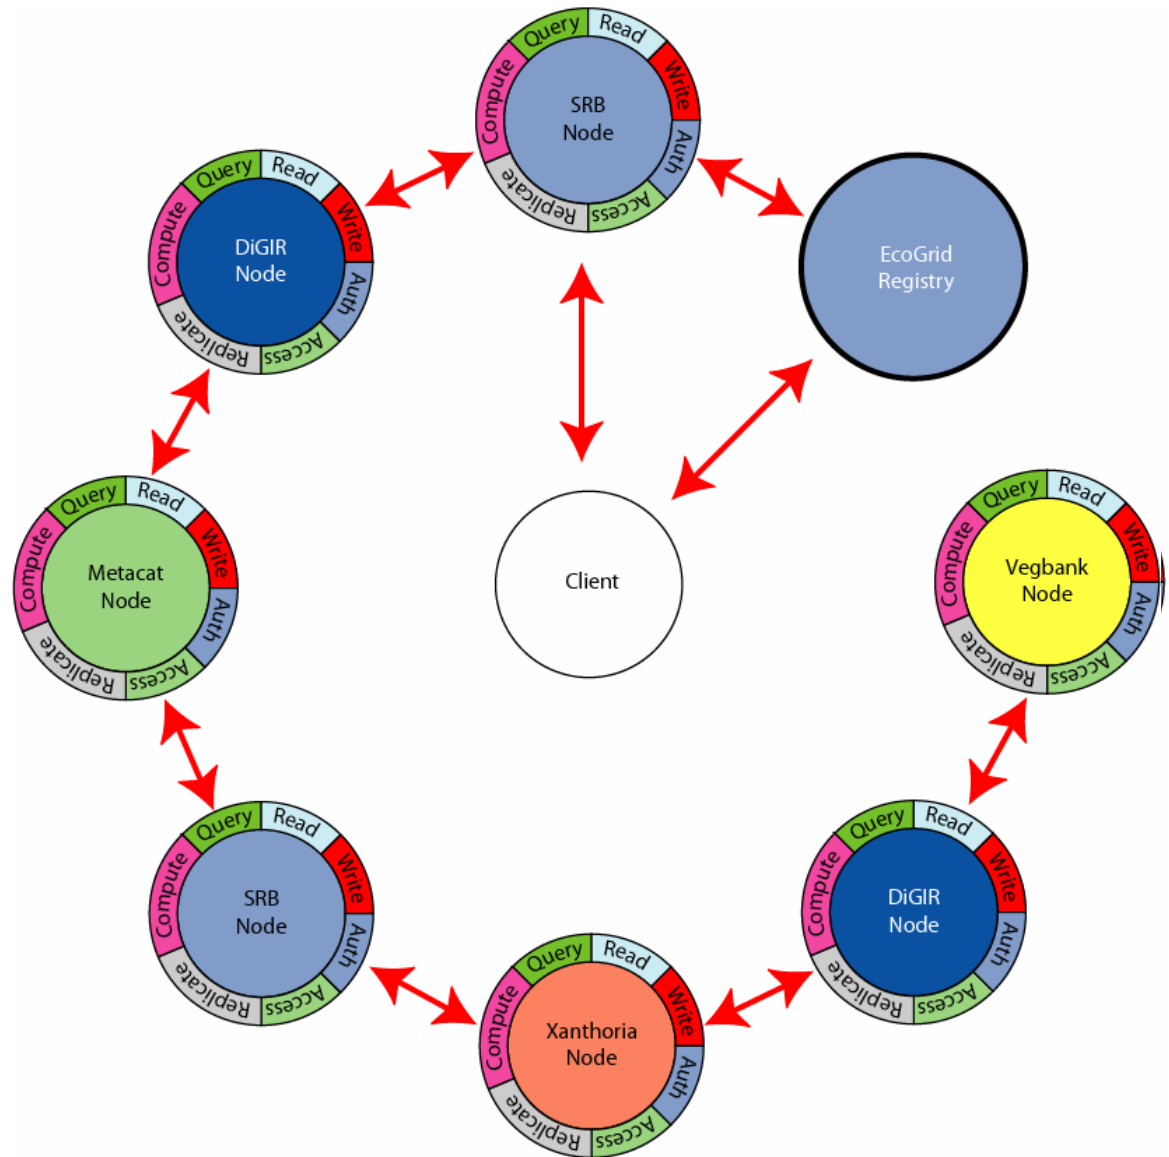 Query
Read
Write
Auth
Access
Replicate
Compute
SRB
Node
Query
Read
Write
Auth
Access
Replicate
Compute
DiGIR
Node
EcoGrid
Registry
Query
Read
Write
Auth
Access
Replicate
Compute
Metacat
Node
Client
Query
Read
Write
Auth
Access
Replicate
Compute
Vegbank
Node
Query
Read
Write
Auth
Access
Replicate
Compute
SRB
Node
Query
Read
Write
Auth
Access
Replicate
Compute
DiGIR
Node
Query
Read
Write
Auth
Access
Replicate
Compute
Xanthoria
Node